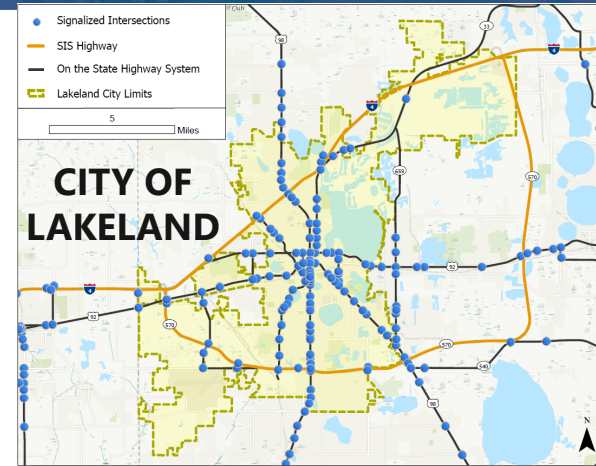 Signalized Intersections
SIS Highway
On the State Highway System
Lakeland City Limits
5
Miles
CITY OF
LAKELAND
f Club
98
33
4
4
659
570
92
4
92
570
570
540
98
N